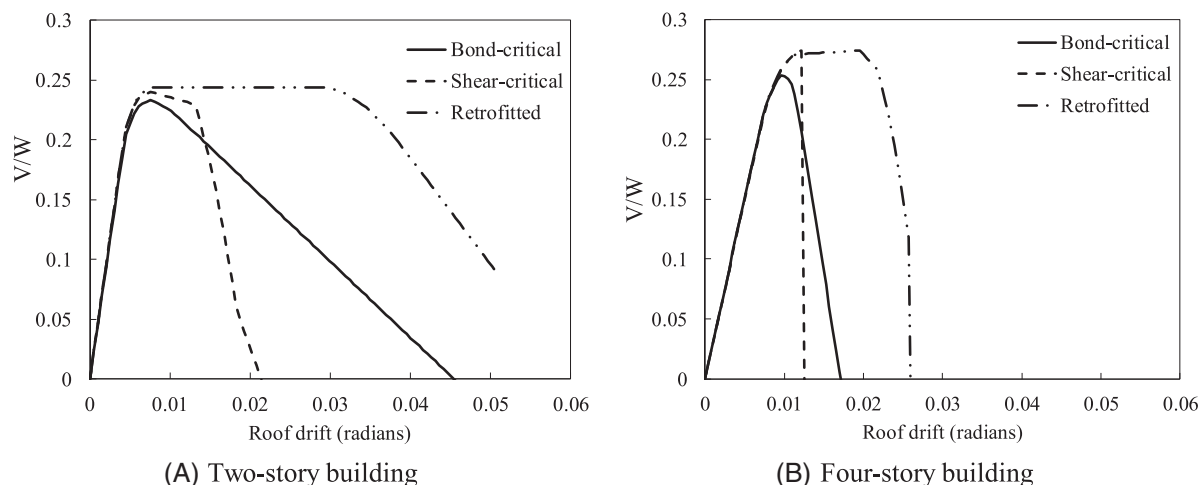 0.3
0.25
0.2
0.15
0.1
0.05
0
V/W
Bond-critical
Shear-critical
Retrofitted
0 0.01 0.02 0.03 0.04 0.05 0.06
Roof drift (radians)
(A) Two-story building
0.3
0.25
0.2
0.15
0.1
0.05
0
V/W
Bond-critical
Shear-critical
Retrofitted
0 0.01 0.02 0.03 0.04 0.05 0.06
Roof drift (radians)
(B) Four-story building